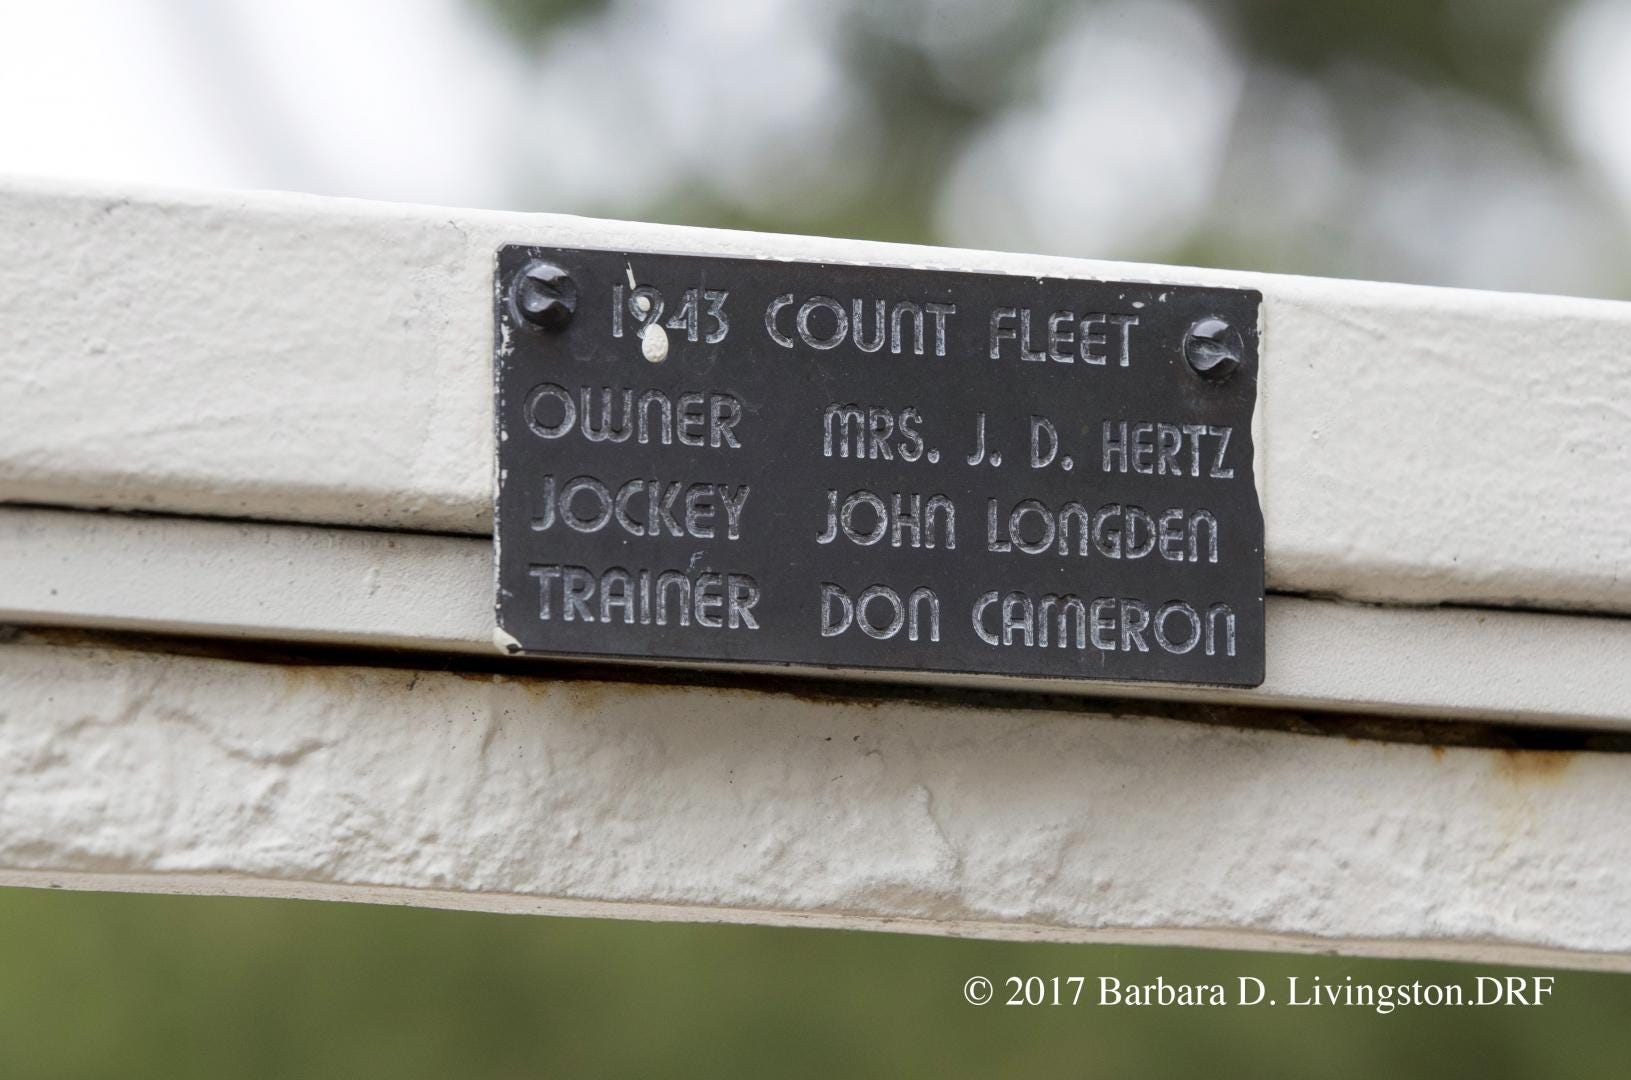 1943 COUNT FLEET
OWNER MRS. J. D. HERTZ
JOCKEY JOHN LONGDEN
TRAINER DON CAMERON
© 2017 Barbara D. Livingston.DRF